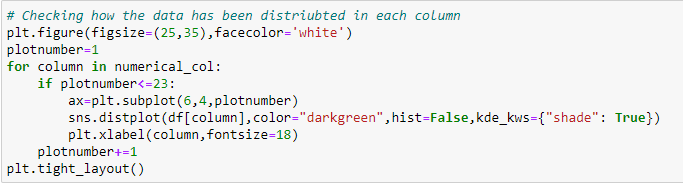 # Checking how the data has been distriubted in each column
plt.figure(figsize=(25,35),facecolor='white')
plotnumber=1
for column in numerical_col:
    if plotnumber<=23:
        ax=plt.subplot(6,4,plotnumber)
        sns.distplot(df[column],color="darkgreen",hist=False,kde_kws={"shade": True})
        plt.xlabel(column,fontsize=18)
    plotnumber+=1
plt.tight_layout()